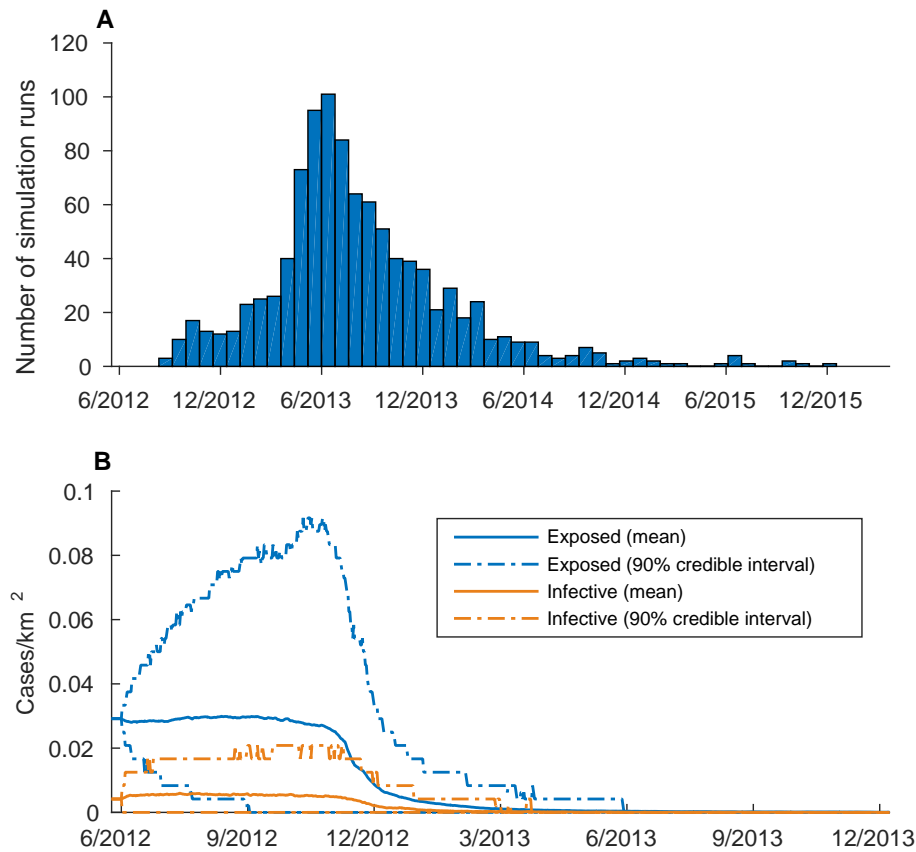 A
120
100
80
60
40
20
0
Number of simulation runs
6/2012 12/2012 6/2013 12/2013 6/2014 12/2014 6/2015 12/2015
B
0.1
0.08
0.06
0.04
0.02
0
Cases/km 2
Exposed (mean)
Exposed (90% credible interval)
Infective (mean)
Infective (90% credible interval)
6/2012 9/2012 12/2012 3/2013 6/2013 9/2013 12/2013